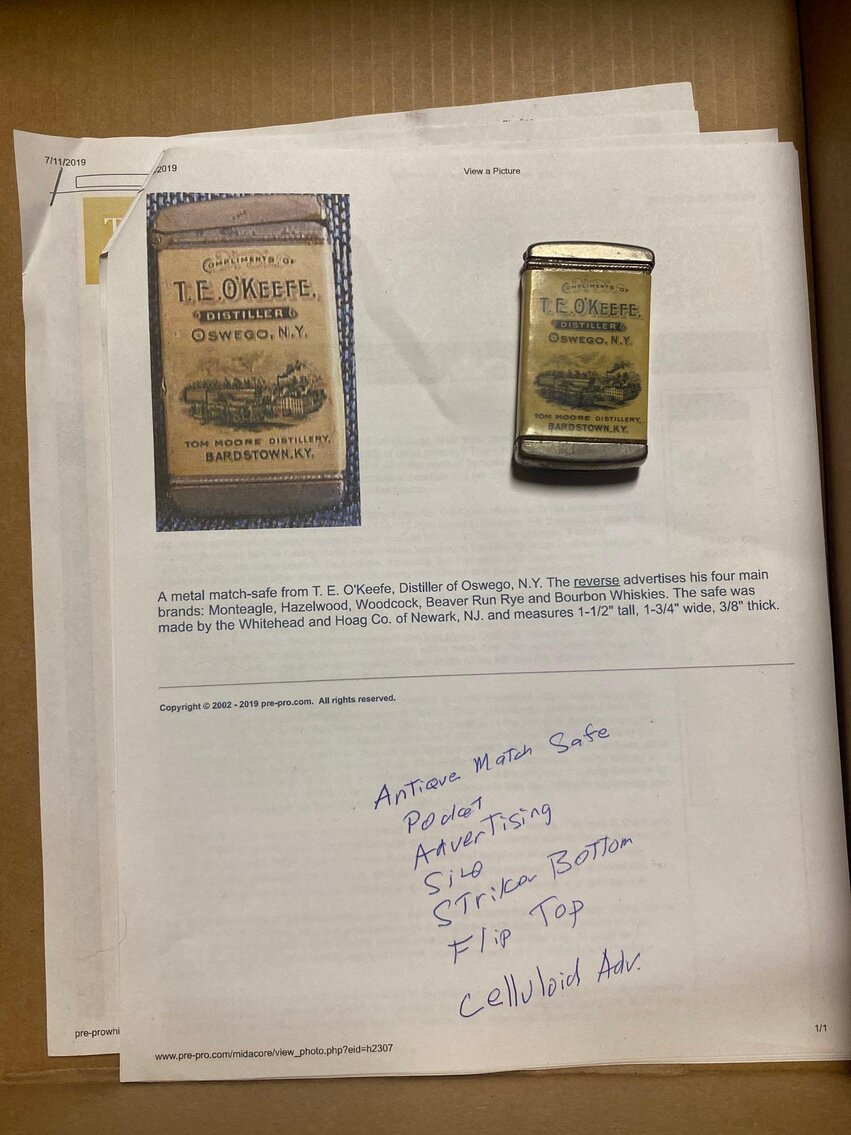 7/11/2019
2019
View a Picture
T
COMPLIMENTS OF
T.E. O'KEEFE,
DISTILLER
OSWEGO, N.Y.
TOM MOORE DISTILLERY,
BARDSTOWN, KY.
COMPLIMENTS OF
T.E. O'KEEFE,
DISTILLER
OSWEGO, N.Y.
TOM MOORE DISTILLERY,
BARDSTOWN, KY.
A metal match-safe from T. E. O'Keefe, Distiller of Oswego, N.Y. The reverse advertises his four main
brands: Monteagle, Hazelwood, Woodcock, Beaver Run Rye and Bourbon Whiskies. The safe was
made by the Whitehead and Hoag Co. of Newark, NJ. and measures 1-1/2" tall, 1-3/4" wide, 3/8" thick.
Copyright © 2002 - 2019 pre-pro.com. All rights reserved.
Antique Match Safe
Pocket
Advertising
Striker Bottom
Flip Top
Celluloid Adv.
pre-prowhi
1/1
www.pre-pro.com/midacore/view_photo.php?eid=h2307